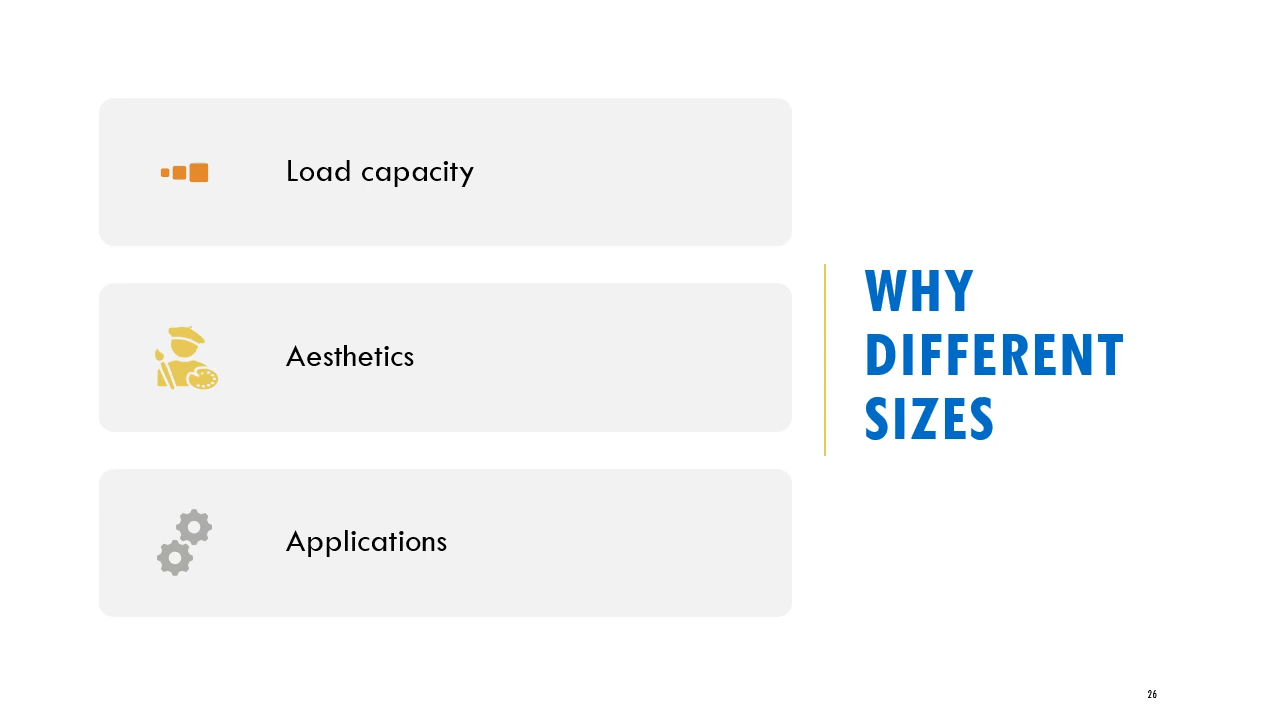 Load capacity
Aesthetics
Applications
WHY
DIFFERENT
SIZES
26